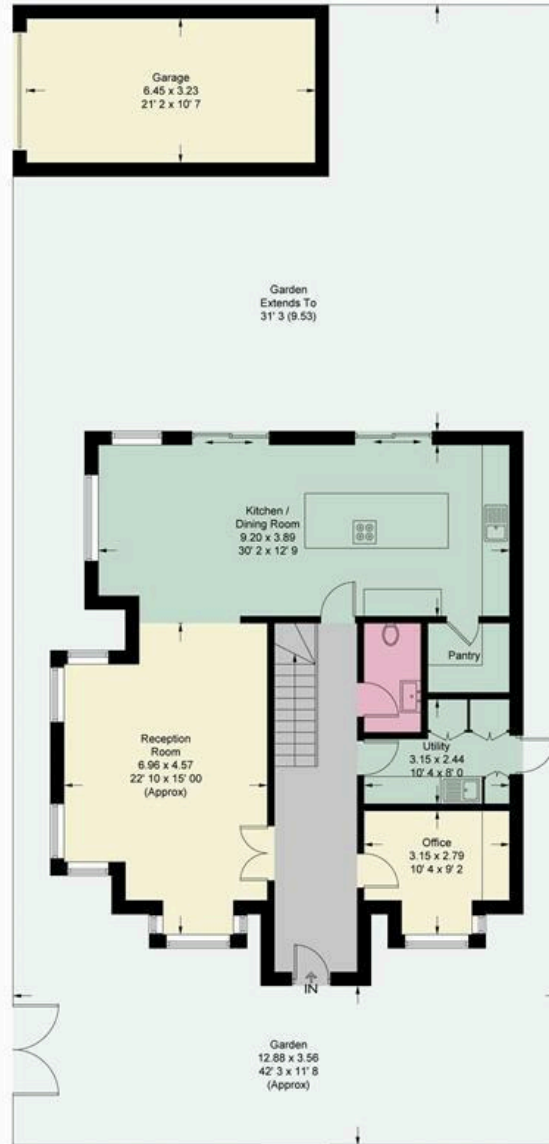 Garage
6.45 x 3.23
21' 2 x 10' 7
Garden
Extends To
31' 3 (9.53)
Kitchen /
Dining Room
9.20 x 3.89
30' 2 x 12' 9
Pantry
Reception
Room
6.96 x 4.57
22' 10 x 15' 00
(Approx)
Utility
3.15 x 2.44
10' 4 x 8' 0
Office
3.15 x 2.79
10' 4 x 9' 2
IN
Garden
12.88 x 3.56
42' 3 x 11' 8
(Approx)